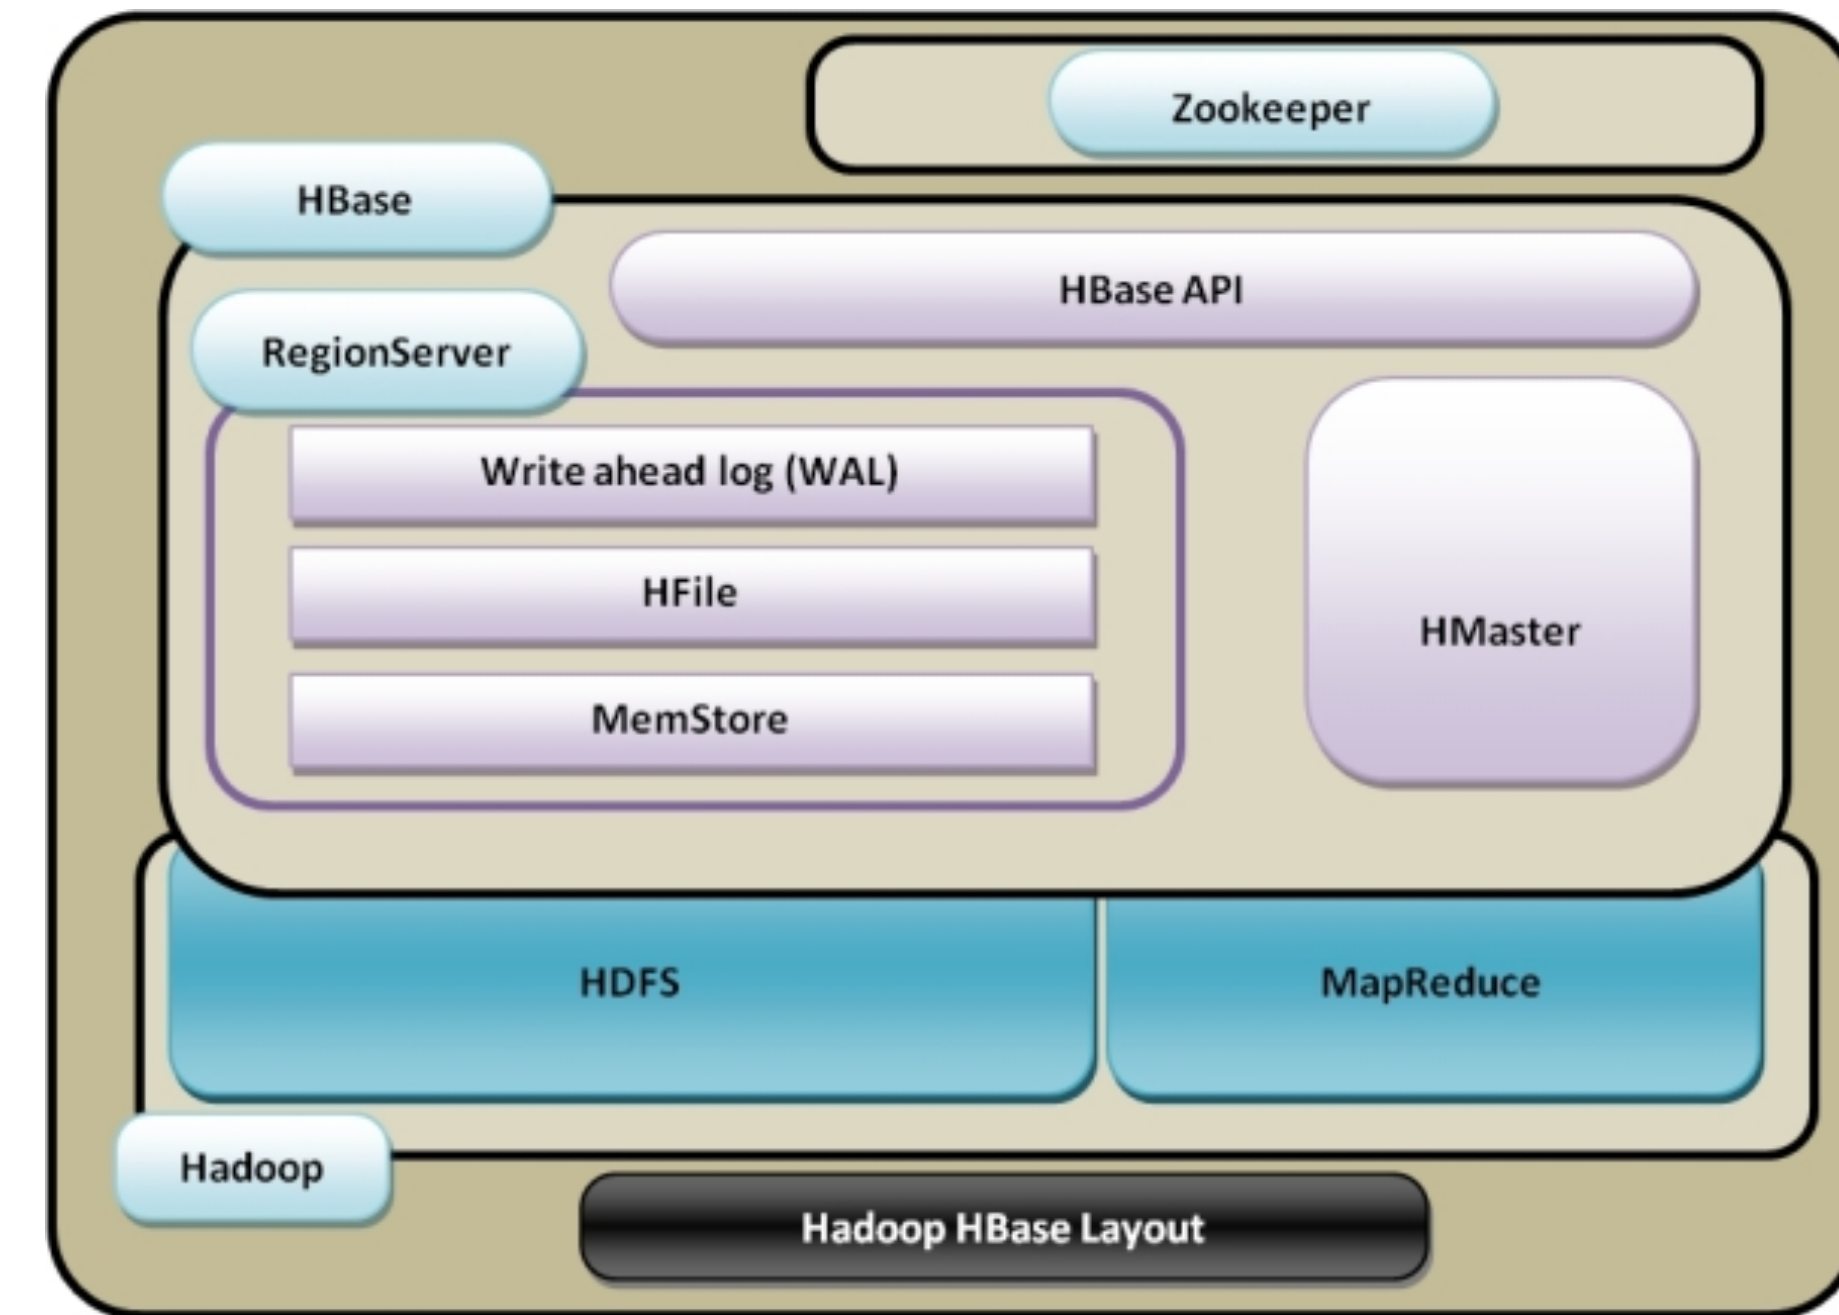 Zookeeper
HBase
HBase API
RegionServer
Write ahead log (WAL)
HFile
MemStore
HMaster
HDFS
MapReduce
Hadoop
Hadoop HBase Layout